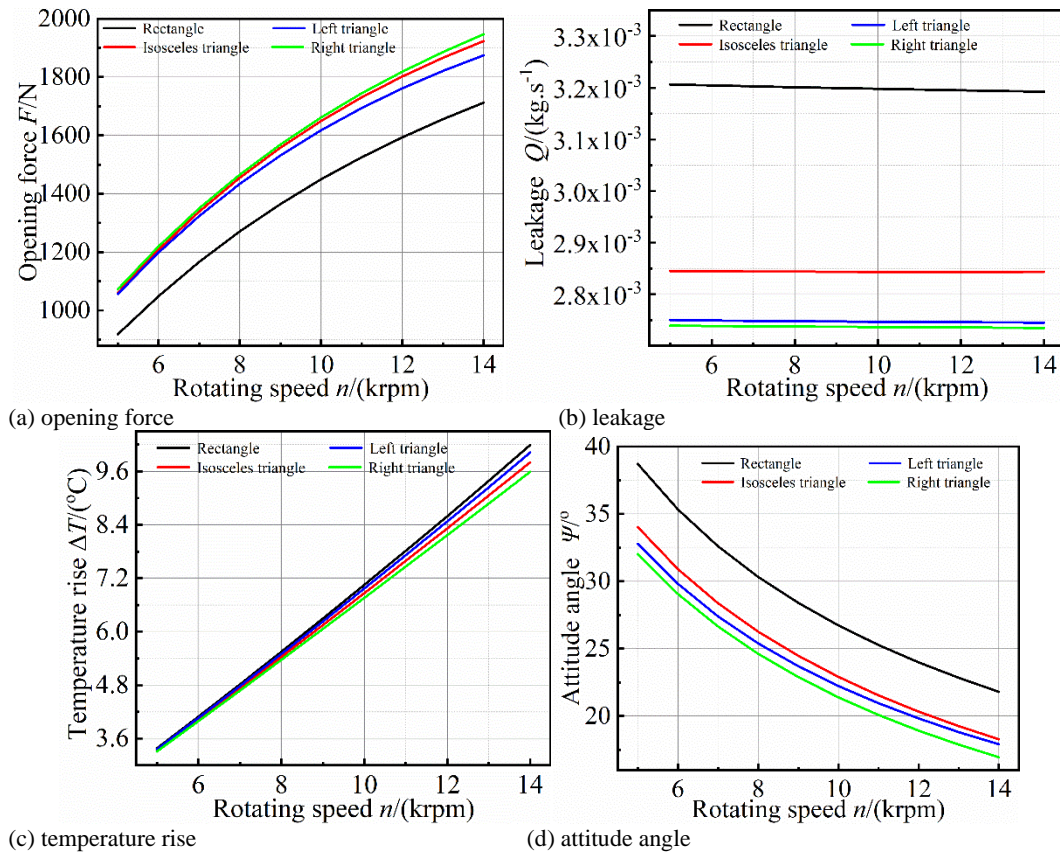 Rectangle Left triangle
Isosceles triangle Right triangle
2000
1800
1600
1400
1200
1000
Opening force F/N
6 8 10 12 14
Rotating speed n/(krpm)
(a) opening force
Rectangle Left triangle
Isosceles triangle Right triangle
3.3x10⁻³
3.2x10⁻³
3.1x10⁻³
3.0x10⁻³
2.9x10⁻³
2.8x10⁻³
Leakage Q/(kg.s⁻¹)
6 8 10 12 14
Rotating speed n/(krpm)
(b) leakage
Rectangle Left triangle
Isosceles triangle Right triangle
9.6
8.4
7.2
6.0
4.8
3.6
Temperature rise ΔT/(°C)
6 8 10 12 14
Rotating speed n/(krpm)
(c) temperature rise
Rectangle Left triangle
Isosceles triangle Right triangle
40
35
30
25
20
Attitude angle Ψ/°
6 8 10 12 14
Rotating speed n/(krpm)
(d) attitude angle